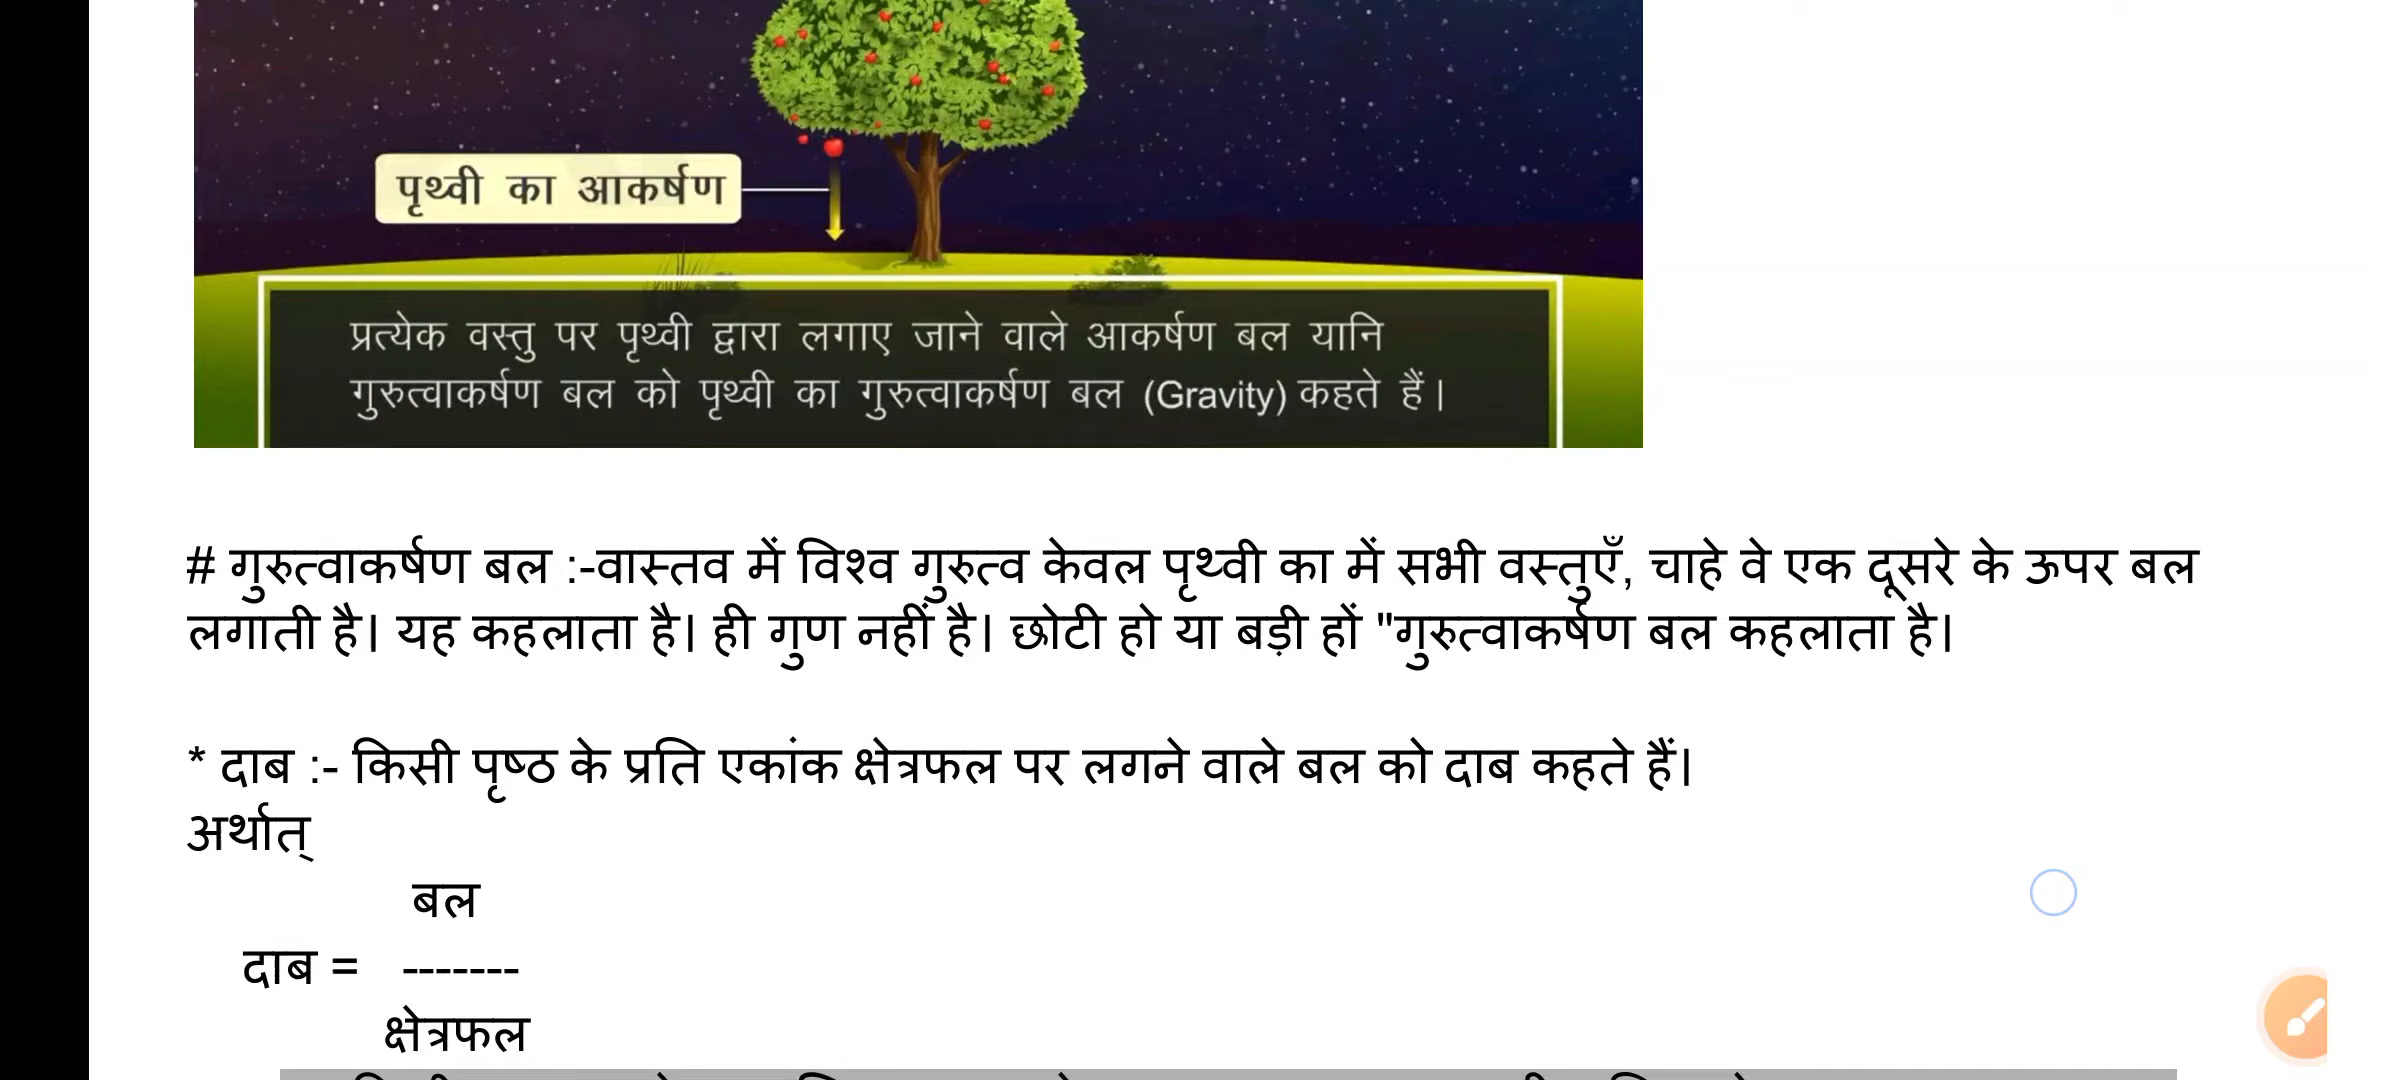 पृथ्वी का आकर्षण
प्रत्येक वस्तु पर पृथ्वी द्वारा लगाए जाने वाले आकर्षण बल यानि
गुरुत्वाकर्षण बल को पृथ्वी का गुरुत्वाकर्षण बल (Gravity) कहते हैं।
# गुरुत्वाकर्षण बल :-वास्तव में विश्व गुरुत्व केवल पृथ्वी का में सभी वस्तुएँ, चाहे वे एक दूसरे के ऊपर बल
लगाती है। यह कहलाता है। ही गुण नहीं है। छोटी हो या बड़ी हों "गुरुत्वाकर्षण बल कहलाता है।
* दाब :- किसी पृष्ठ के प्रति एकांक क्षेत्रफल पर लगने वाले बल को दाब कहते हैं।
अर्थात्
बल
दाब = -------
क्षेत्रफल